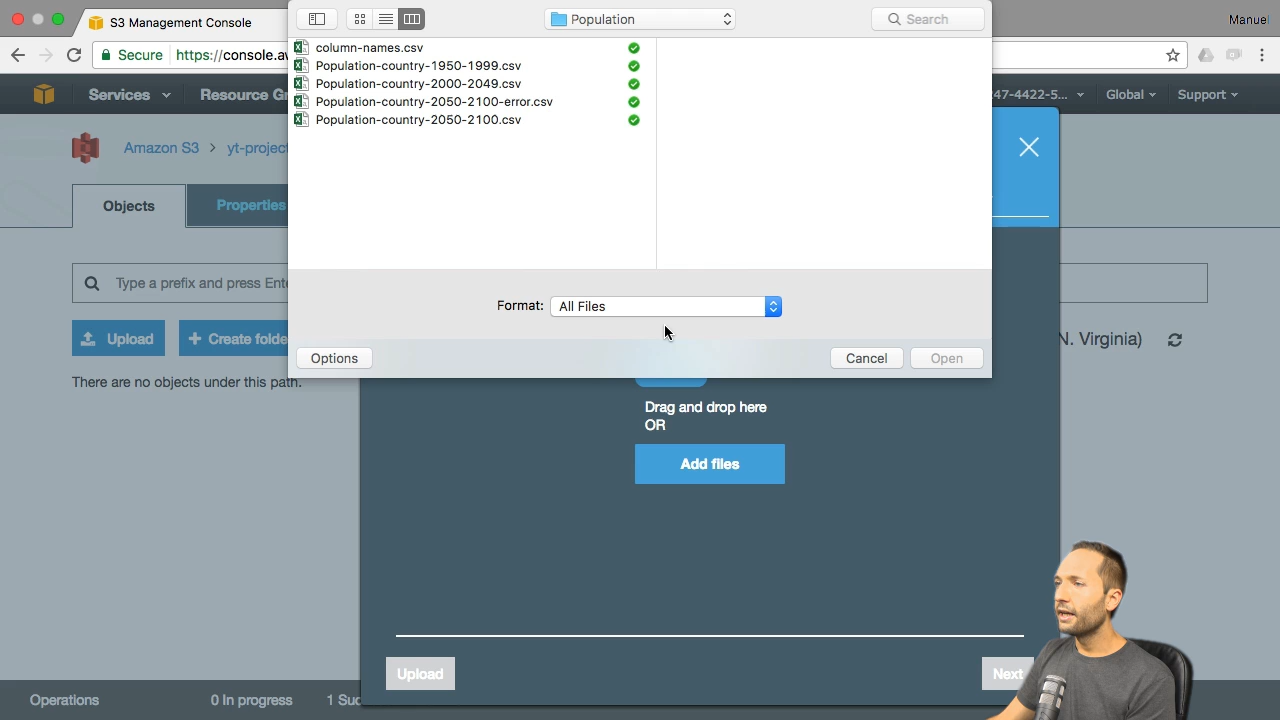 S3 Management Console
Population
Search
Manuel
Secure
https://console.aw
column-names.csv
Population-country-1950-1999.csv
Population-country-2000-2049.csv
Population-country-2050-2100-error.csv
Population-country-2050-2100.csv
Services
Resource Gr
47-4422-5...
Global
Support
Amazon S3 > yt-project
Objects
Properties
Type a prefix and press Ente
Format: All Files
Upload
+ Create folde
N. Virginia)
Options
Cancel
Open
There are no objects under this path.
Drag and drop here
OR
Add files
Upload
Next
Operations
0 In progress
1 Suc